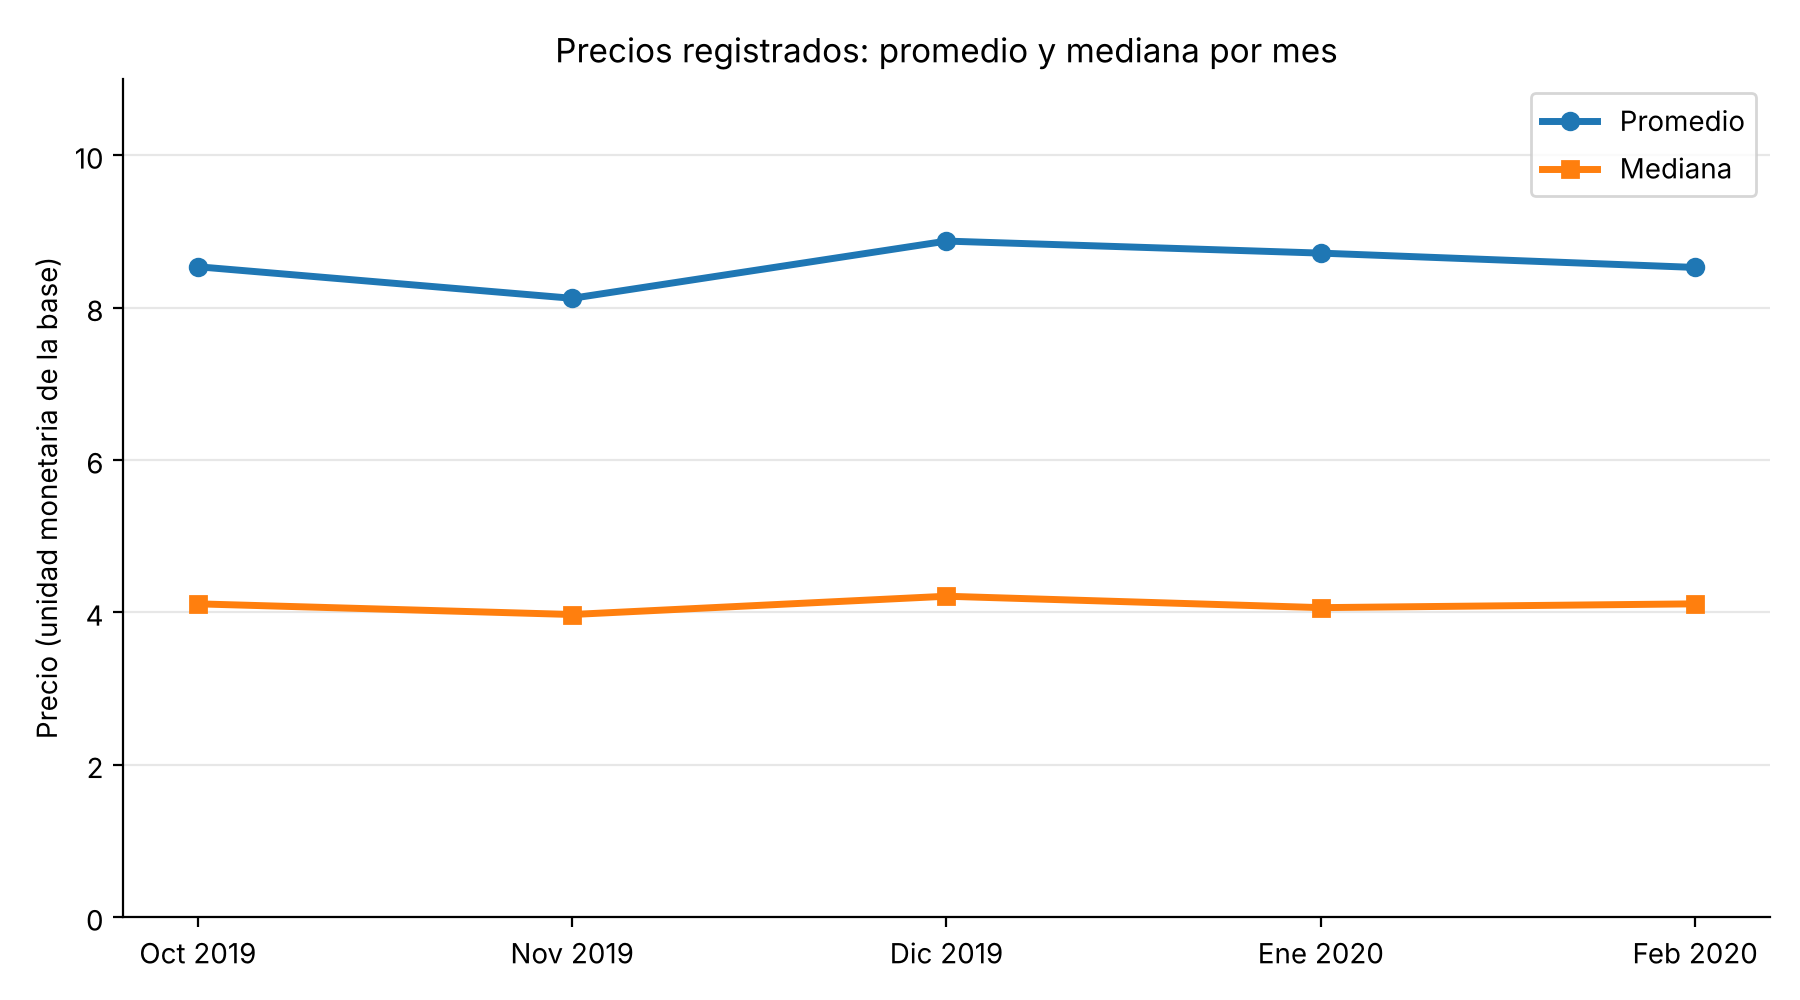 Precios registrados: promedio y mediana por mes
Promedio
Mediana
Precio (unidad monetaria de la base)
10
8
6
4
2
0
Oct 2019
Nov 2019
Dic 2019
Ene 2020
Feb 2020